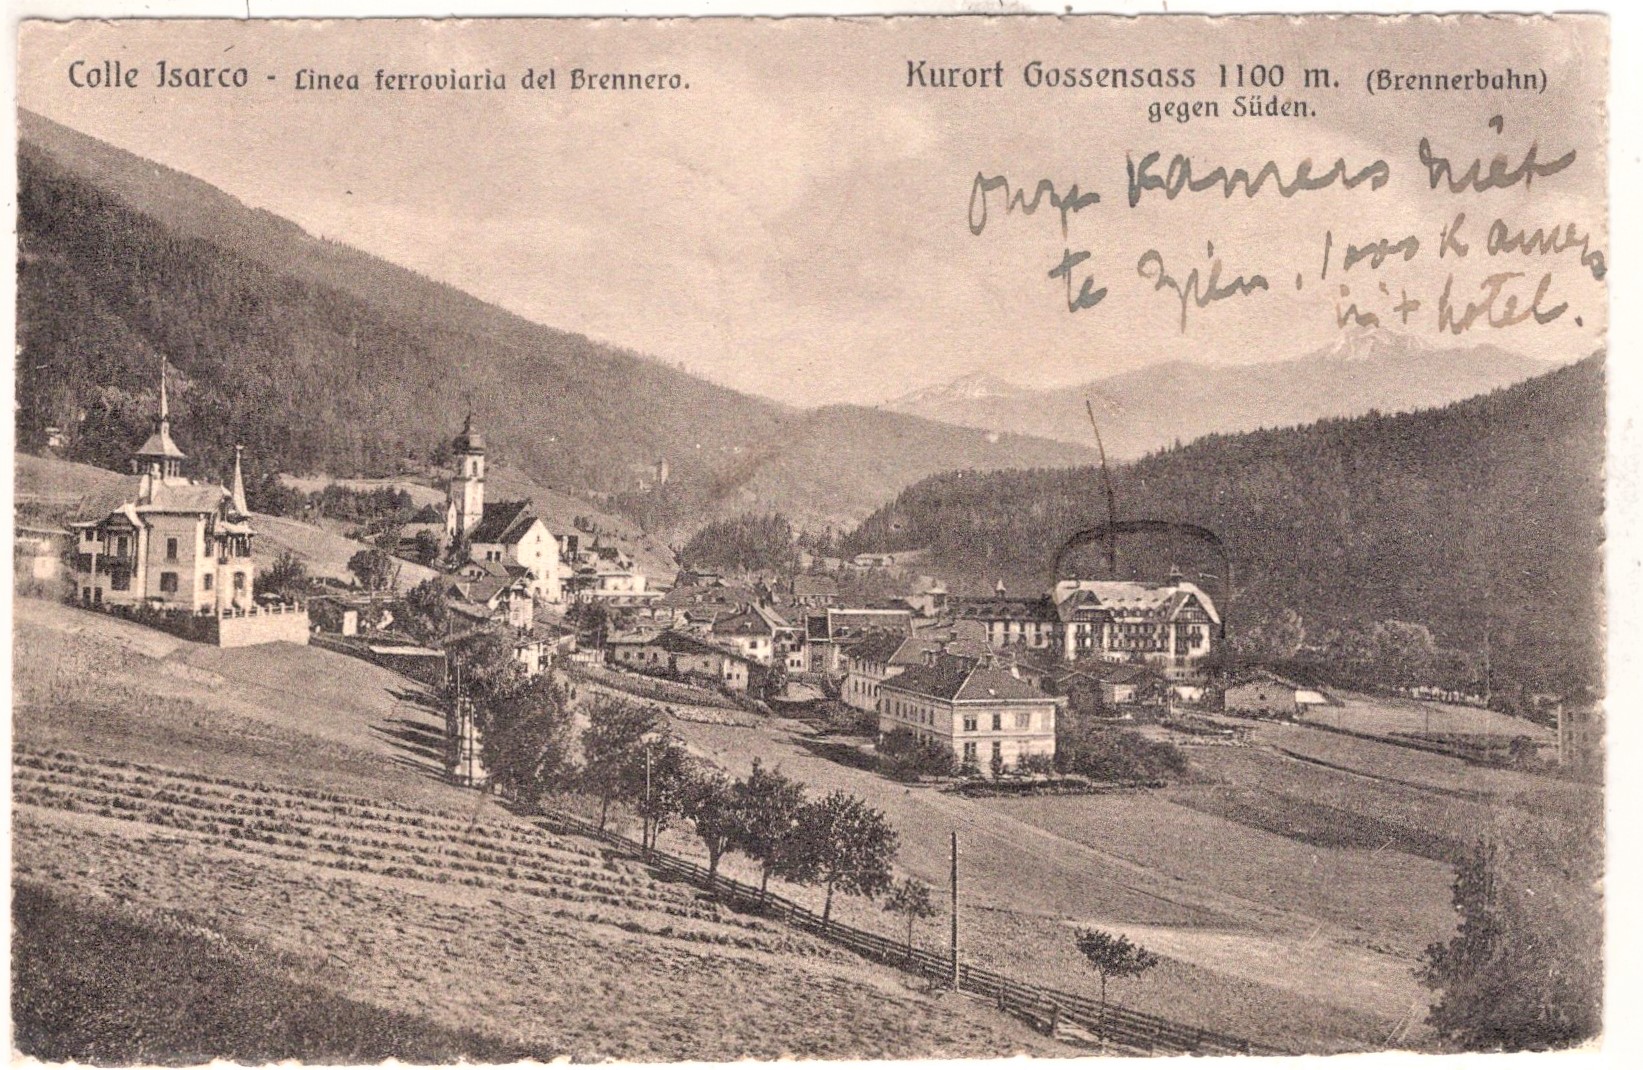 Colle Isarco - Linea ferroviaria del Brennero.
Kurort Gossensass 1100 m. (Brennerbahn)
gegen Süden.
Onze kamers niet
te zien, 1000 kamers
in 't hotel.